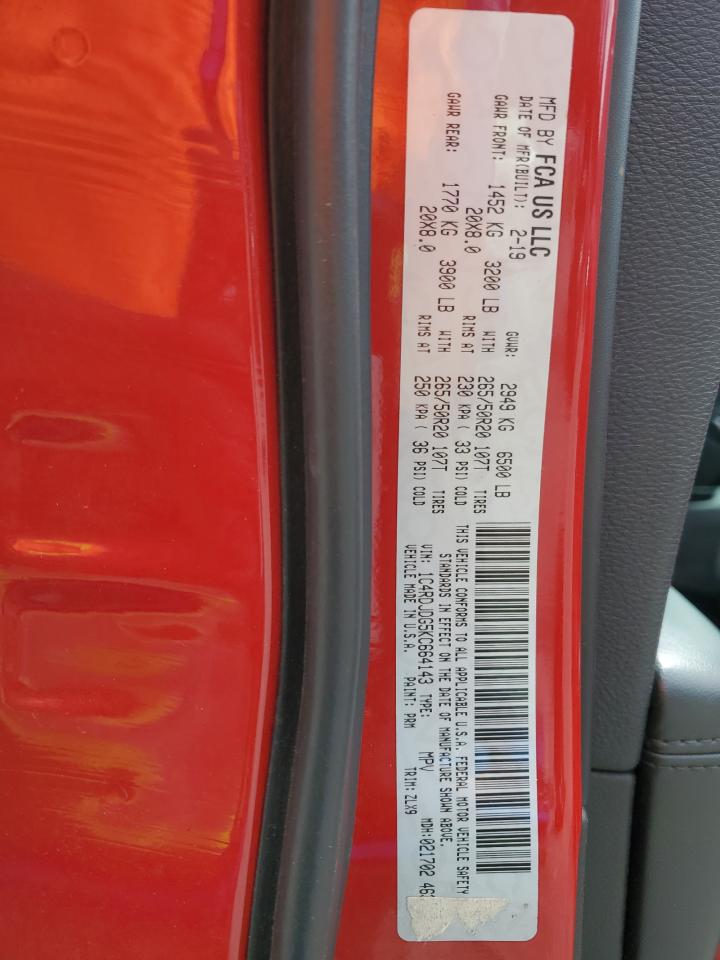 MFD BY FCA US LLC
DATE OF MFR(BUILT): 2-19 GVWR: 2949 KG 6500 LB
GAWR FRONT: 1452 KG 3200 LB WITH 265/50R20 107T TIRES
20X8.0 RIMS AT 230 KPA ( 33 PSI) COLD
GAWR REAR: 1770 KG 3900 LB WITH 265/50R20 107T TIRES
20X8.0 RIMS AT 250 KPA ( 36 PSI) COLD
THIS VEHICLE CONFORMS TO ALL APPLICABLE U.S.A. FEDERAL MOTOR VEHICLE SAFETY
STANDARDS IN EFFECT ON THE DATE OF MANUFACTURE SHOWN ABOVE.
VIN: 1C4RDJDG5KC664143 TYPE: MPV MDH:021702 46
VEHICLE MADE IN U.S.A. PAINT: PRM TRIM: ZLX9